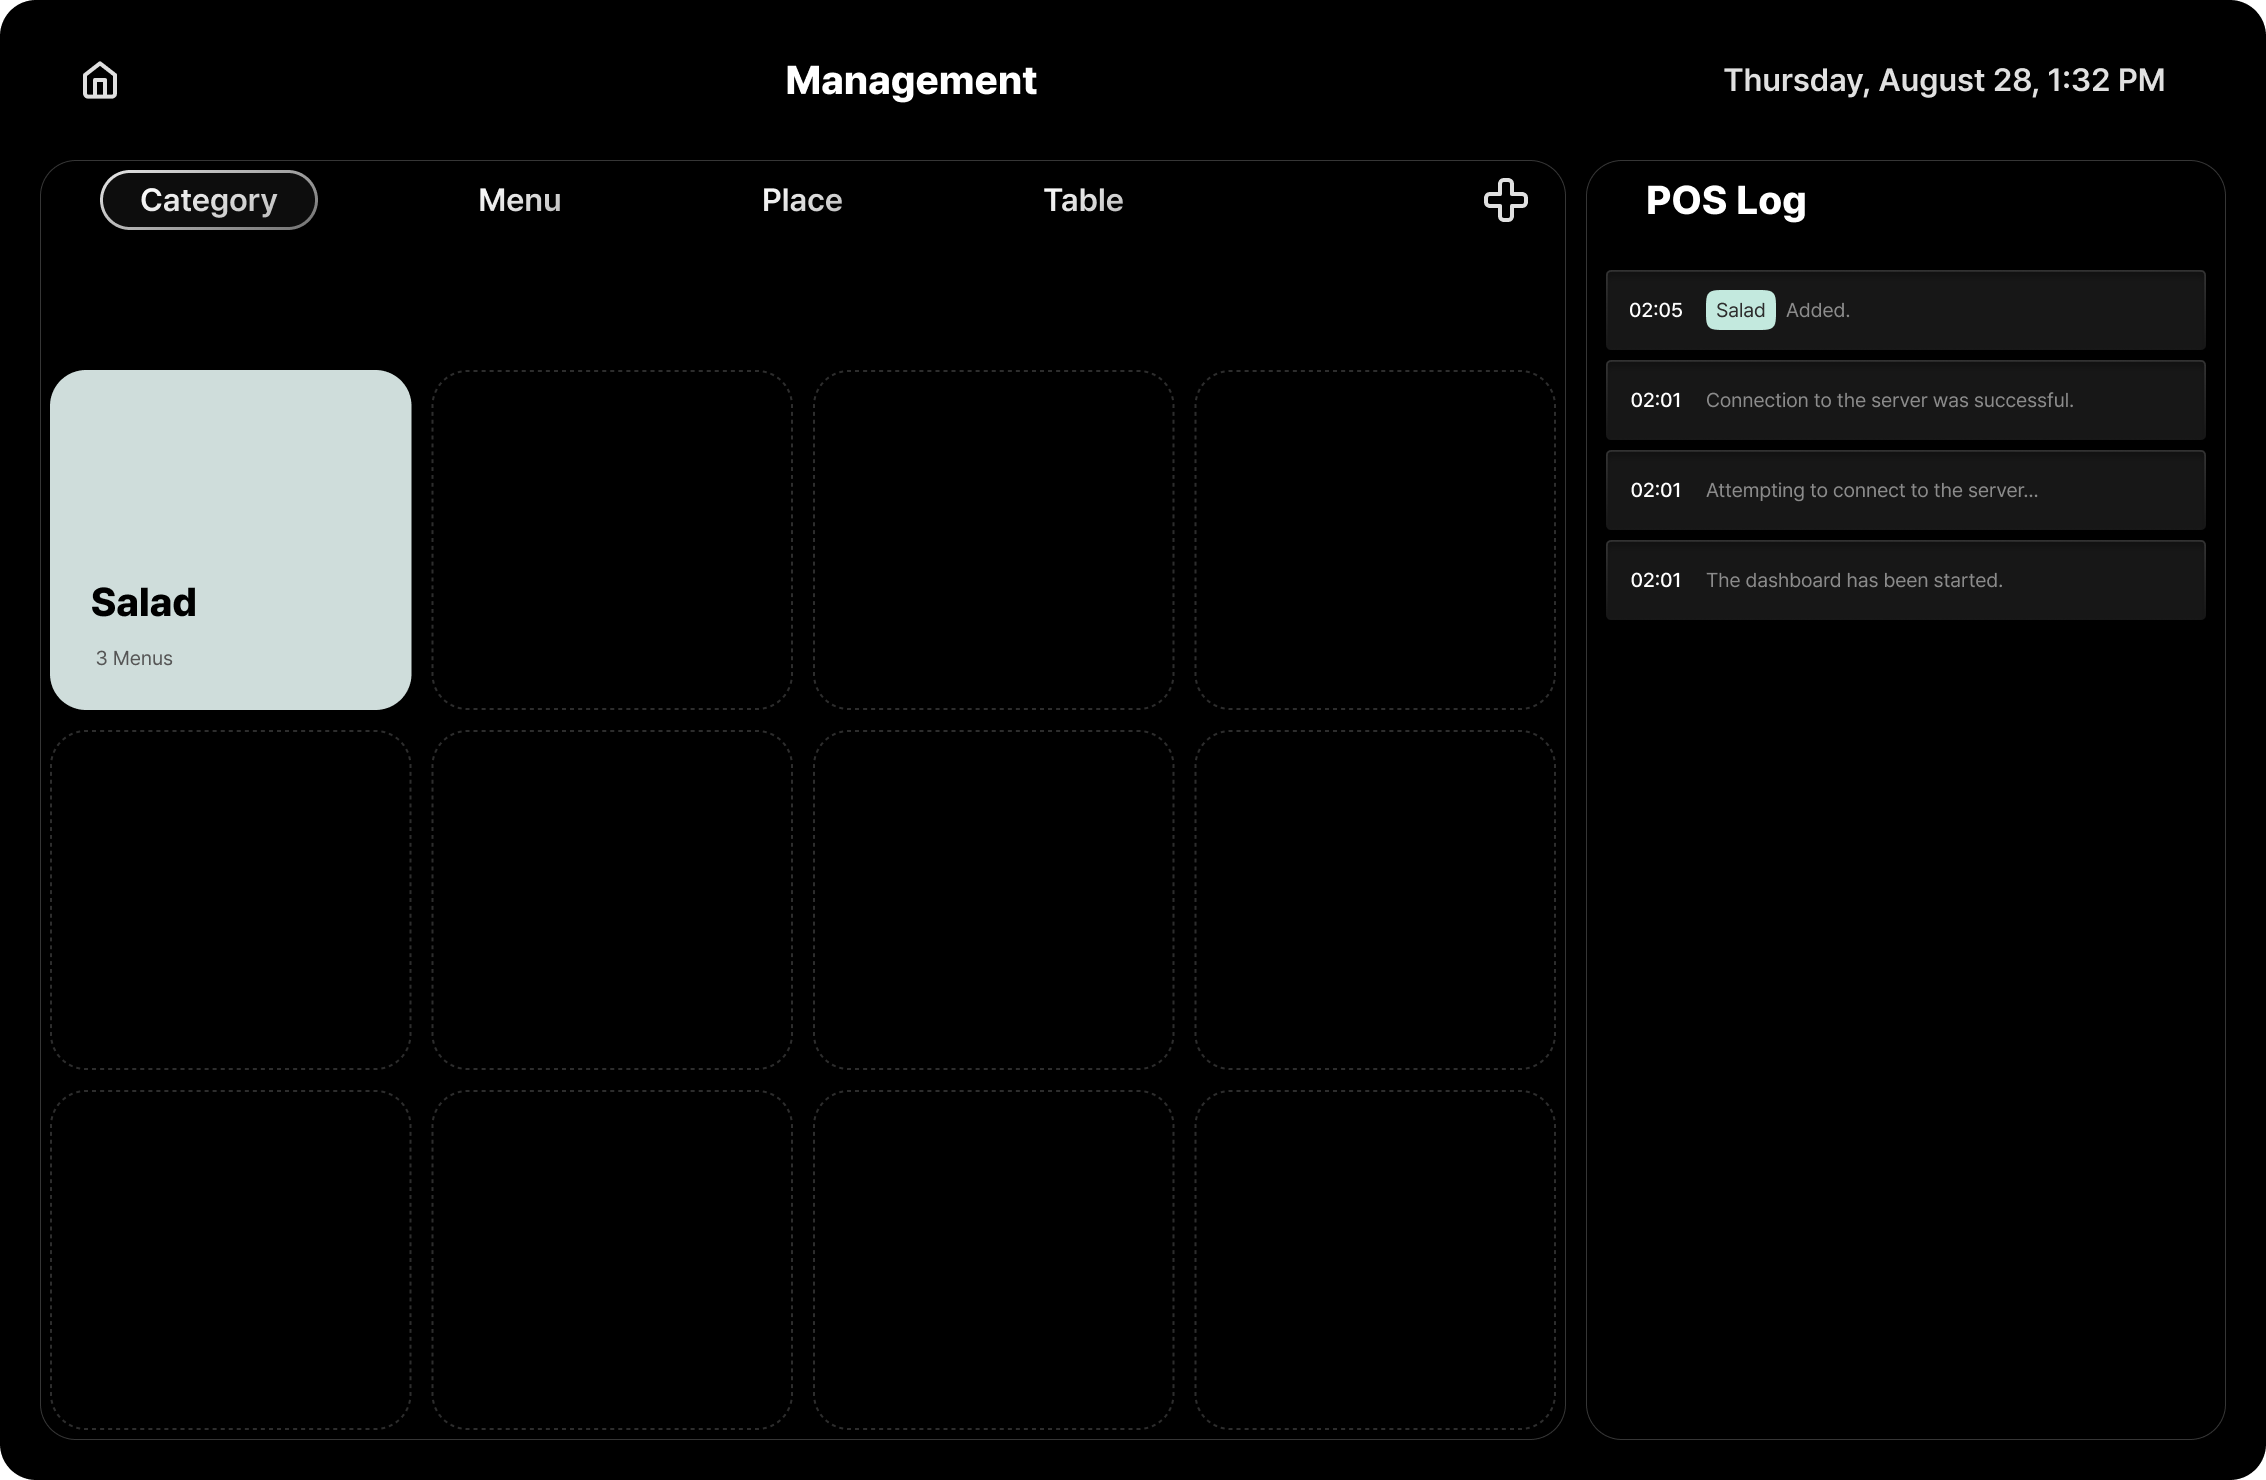 Management
Thursday, August 28, 1:32 PM
Category
Menu
Place
Table
Salad
3 Menus
POS Log
02:05 Salad Added.
02:01 Connection to the server was successful.
02:01 Attempting to connect to the server...
02:01 The dashboard has been started.